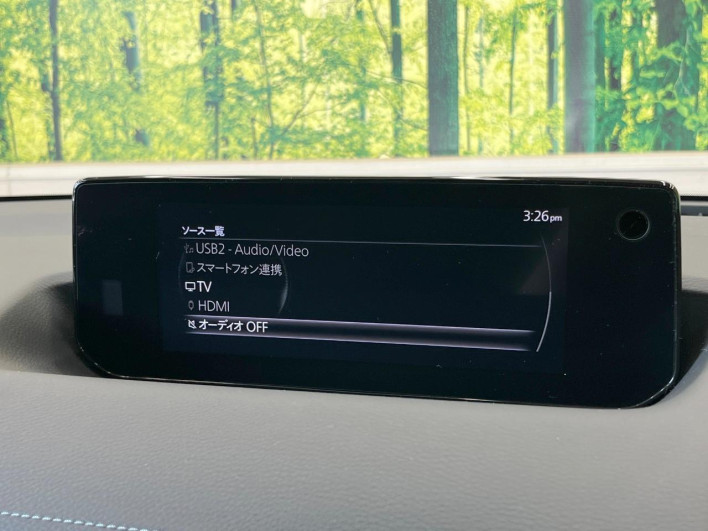 3:26pm
ソース一覧
USB2 - Audio/Video
スマートフォン連携
TV
HDMI
オーディオ OFF